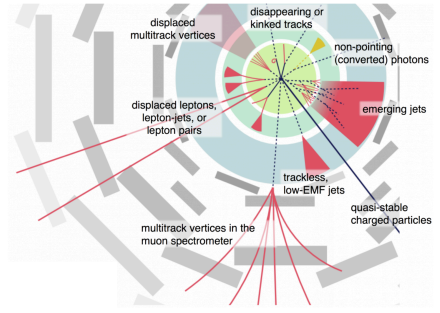 displaced
multitrack vertices
disappearing or
kinked tracks
non-pointing
(converted) photons
displaced leptons,
lepton-jets, or
lepton pairs
emerging jets
trackless,
low-EMF jets
quasi-stable
charged particles
multitrack vertices in the
muon spectrometer